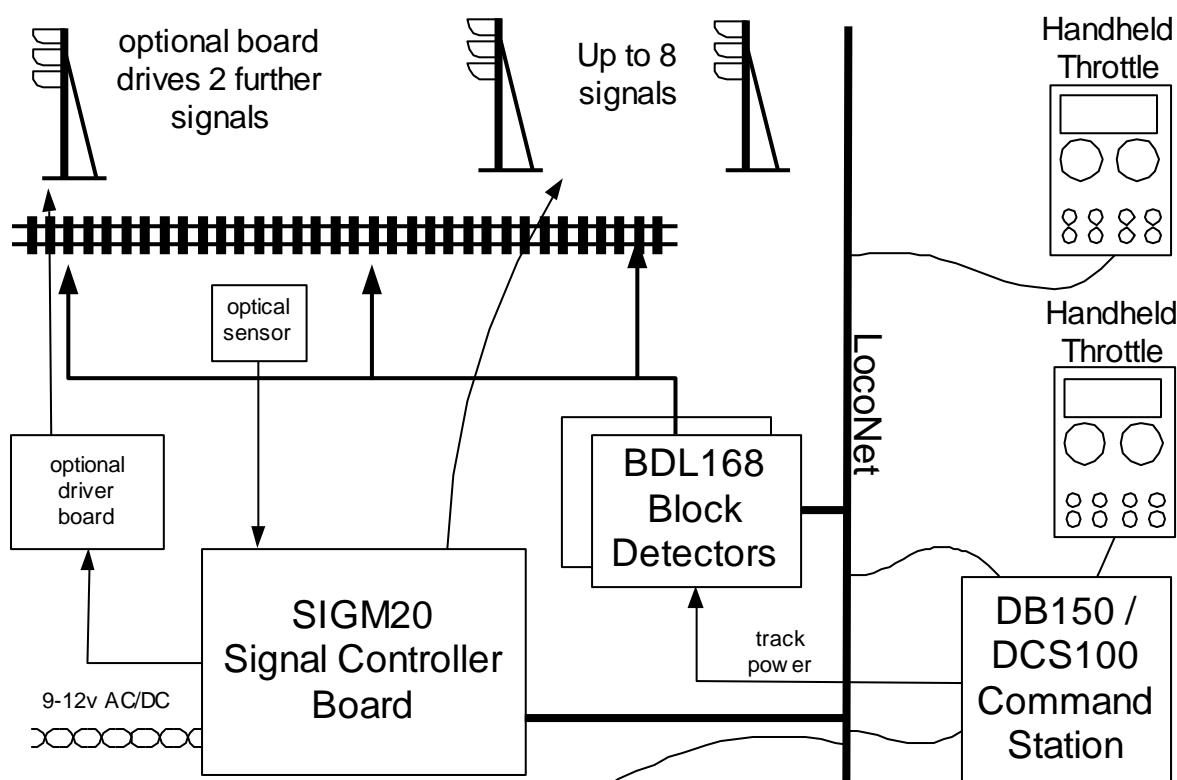 optional board
drives 2 further
signals
Up to 8
signals
Handheld
Throttle
optical
sensor
Handheld
Throttle
LocoNet
optional
driver
board
BDL168
Block
Detectors
SIGM20
Signal Controller
Board
track
power
DB150 /
DCS100
Command
Station
9-12v AC/DC